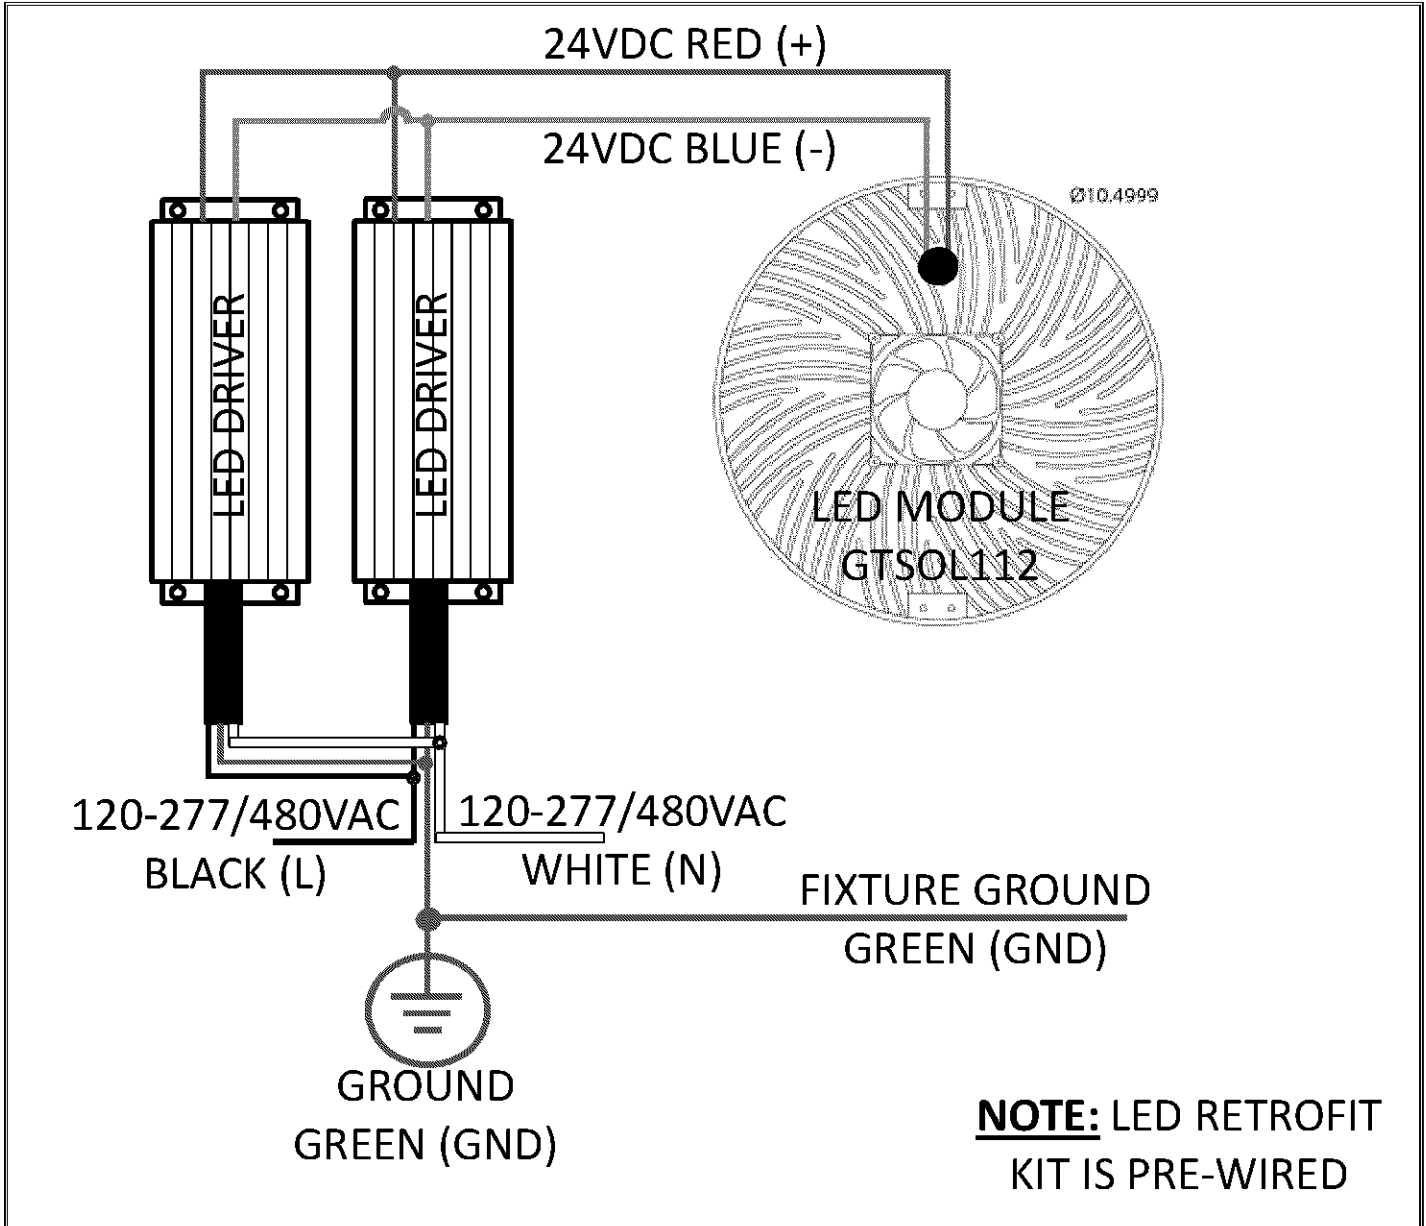 24VDC RED (+)
24VDC BLUE (-)
Ø10.4999
LED DRIVER
LED DRIVER
LED MODULE
GTSOL112
120-277/480VAC
BLACK (L)
120-277/480VAC
WHITE (N)
FIXTURE GROUND
GREEN (GND)
GROUND
GREEN (GND)
NOTE: LED RETROFIT
KIT IS PRE-WIRED